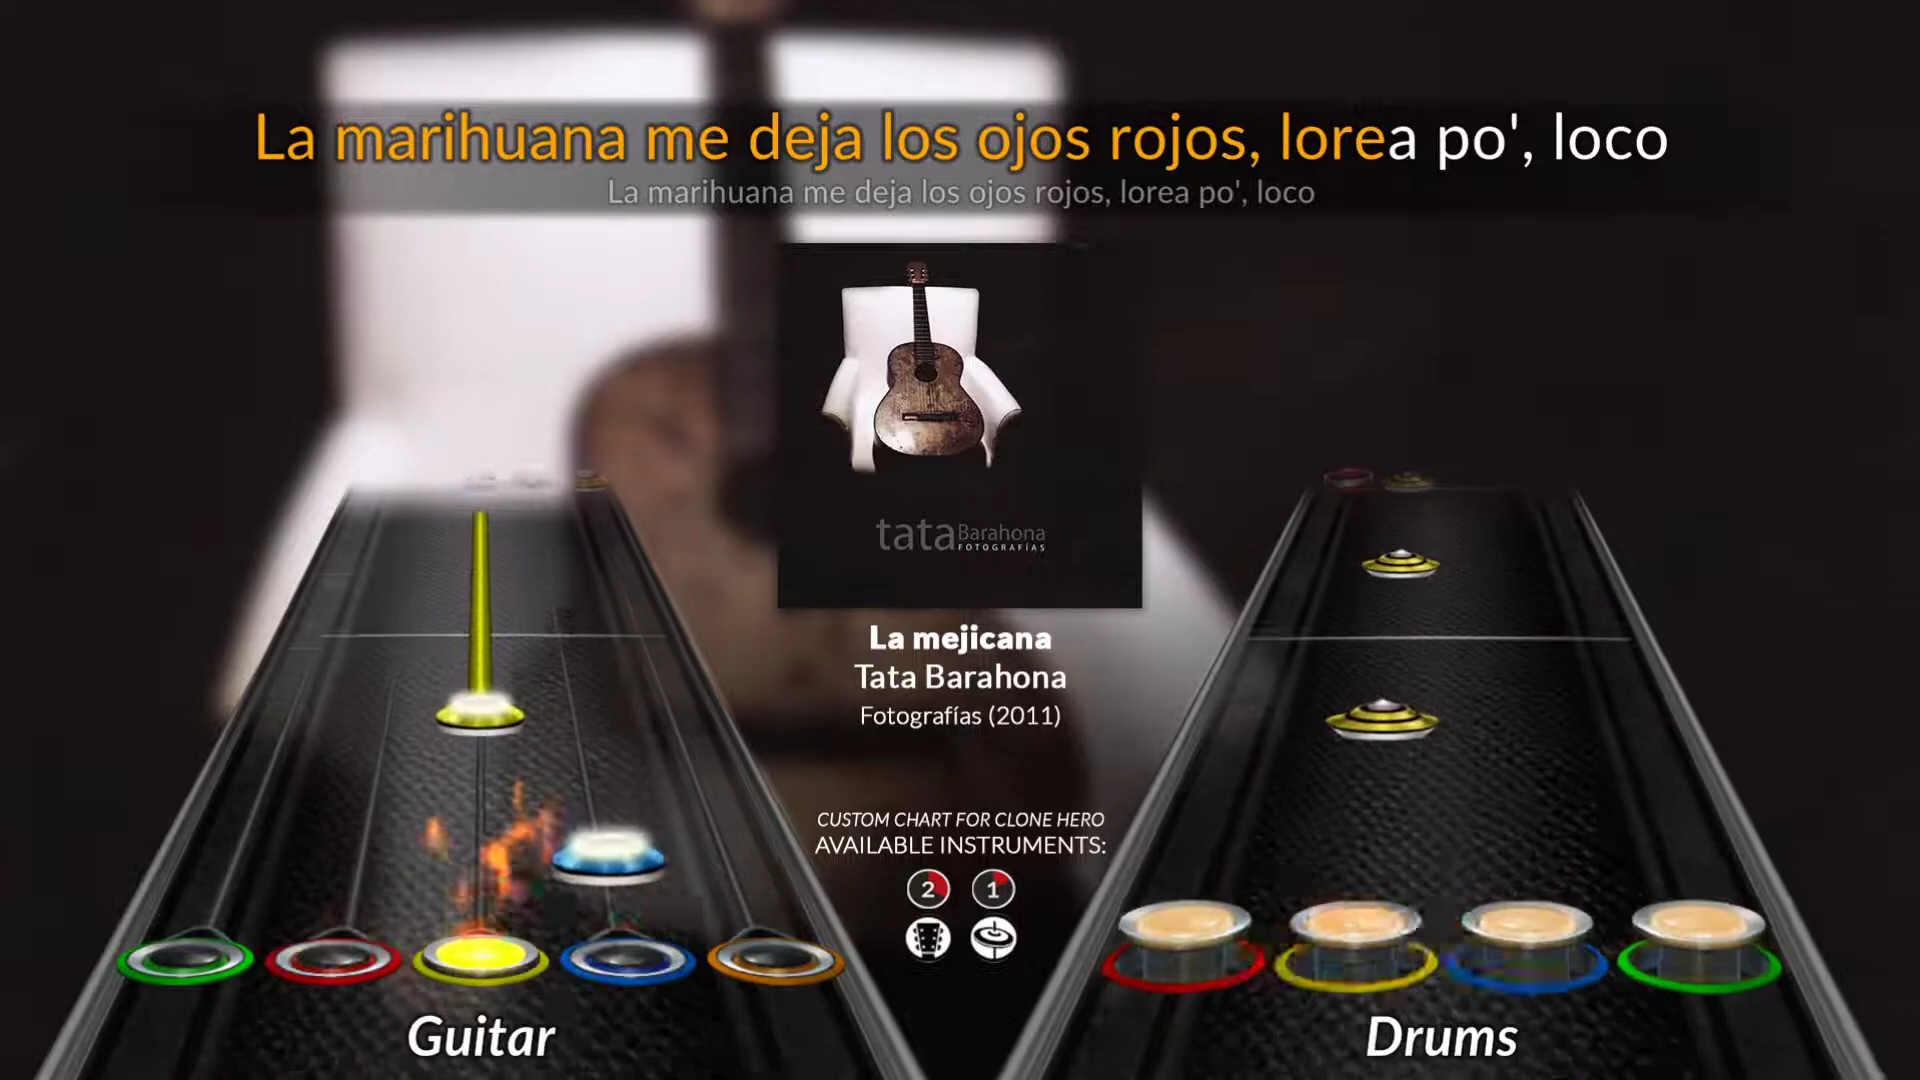 La marihuana me deja los ojos rojos, lorea po', loco
La marihuana me deja los ojos rojos, lorea po', loco
tata Barahona
FOTOGRAFÍAS
La mejicana
Tata Barahona
Fotografías (2011)
CUSTOM CHART FOR CLONE HERO
AVAILABLE INSTRUMENTS:
2 1
Guitar
Drums